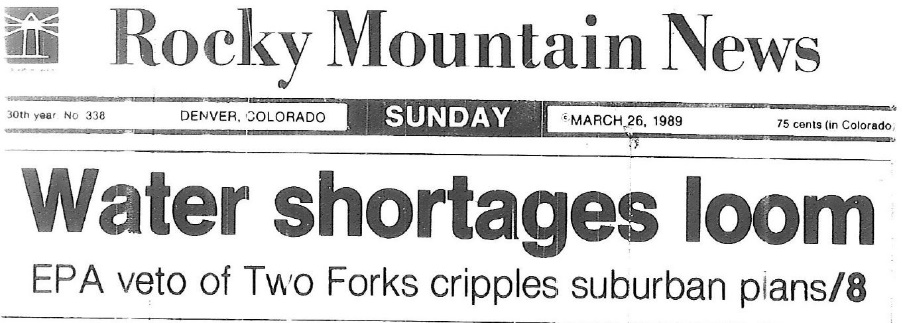 Rocky Mountain News
30th year No. 338 DENVER, COLORADO SUNDAY ©MARCH 26, 1989 75 cents (in Colorado)
Water shortages loom
EPA veto of Two Forks cripples suburban plans/8